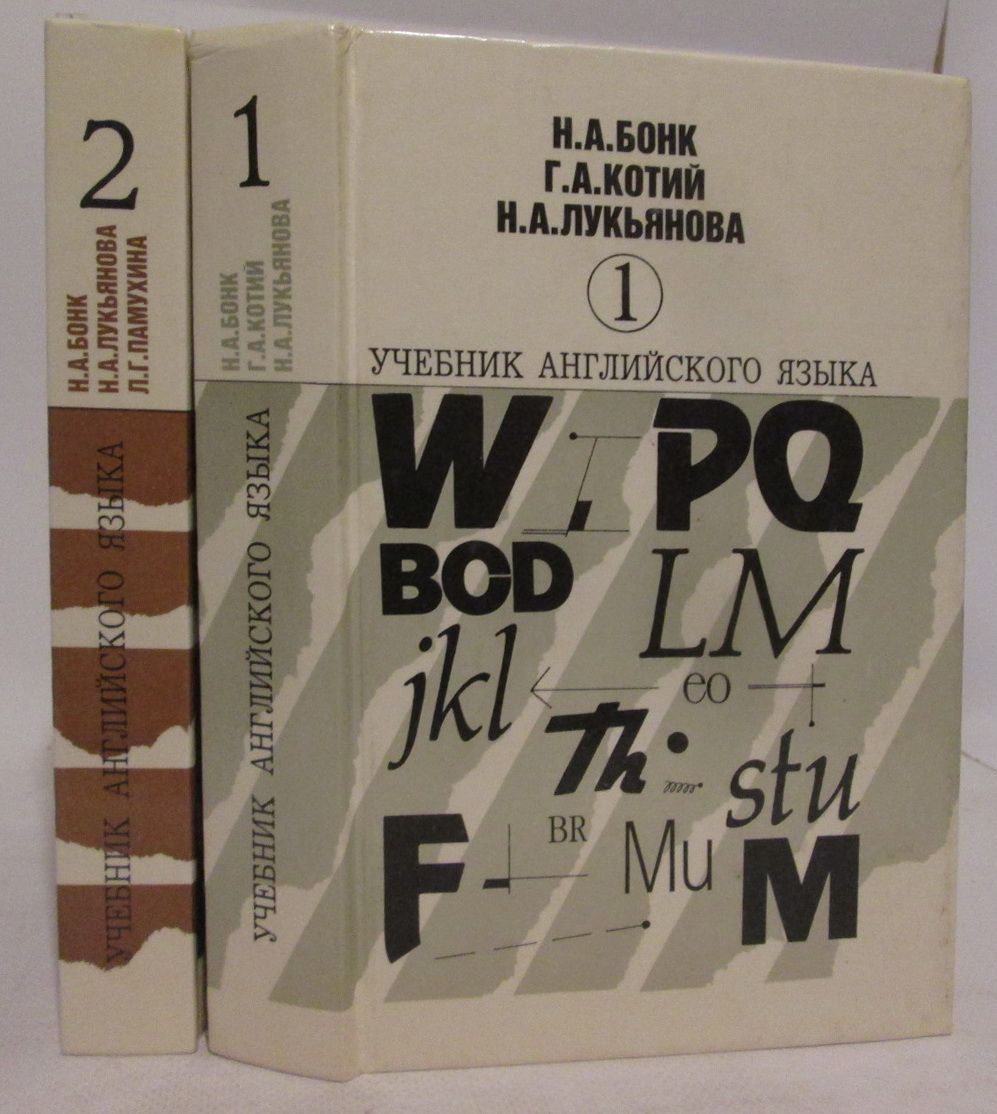 2
Н.А.БОНК
Н.А.ЛУКЬЯНОВА
Л.Г.ПАМУХИНА
УЧЕБНИК АНГЛИЙСКОГО ЯЗЫКА
1
Н.А.БОНК
Г.А.КОТИЙ
Н.А.ЛУКЬЯНОВА
УЧЕБНИК АНГЛИЙСКОГО ЯЗЫКА
Н.А.БОНК
Г.А.КОТИЙ
Н.А.ЛУКЬЯНОВА
1
УЧЕБНИК АНГЛИЙСКОГО ЯЗЫКА
W PQ
BCD LM
jkl eo
Th stu
F BR Mu M